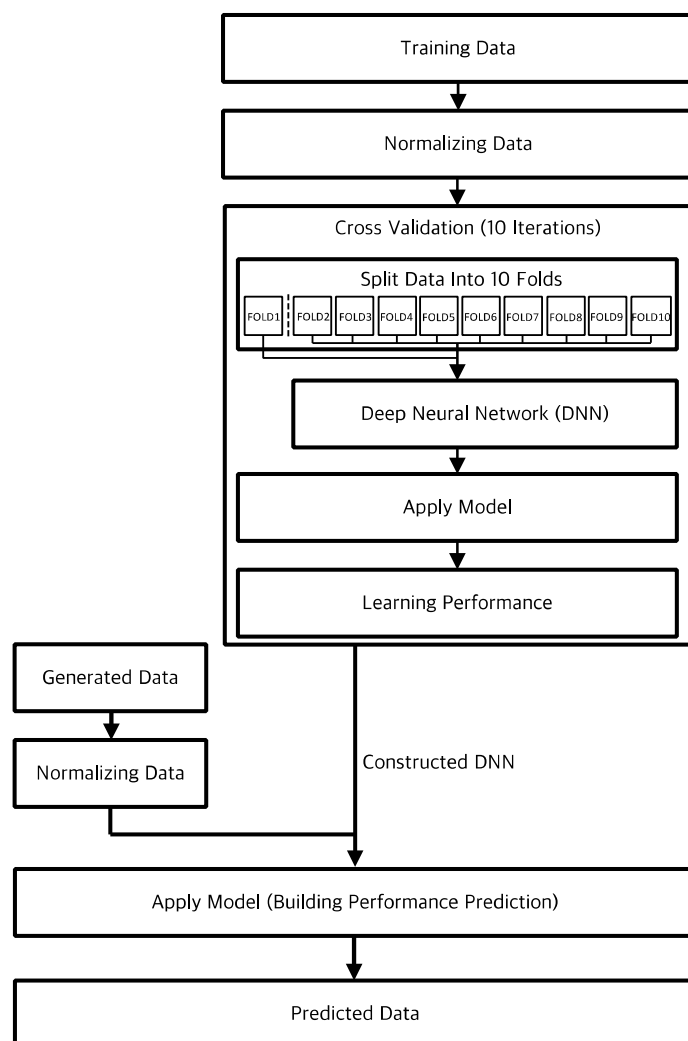 Training Data
Normalizing Data
Cross Validation (10 Iterations)
Split Data Into 10 Folds
FOLD1 FOLD2 FOLD3 FOLD4 FOLD5 FOLD6 FOLD7 FOLD8 FOLD9 FOLD10
Deep Neural Network (DNN)
Apply Model
Learning Performance
Generated Data
Normalizing Data
Constructed DNN
Apply Model (Building Performance Prediction)
Predicted Data